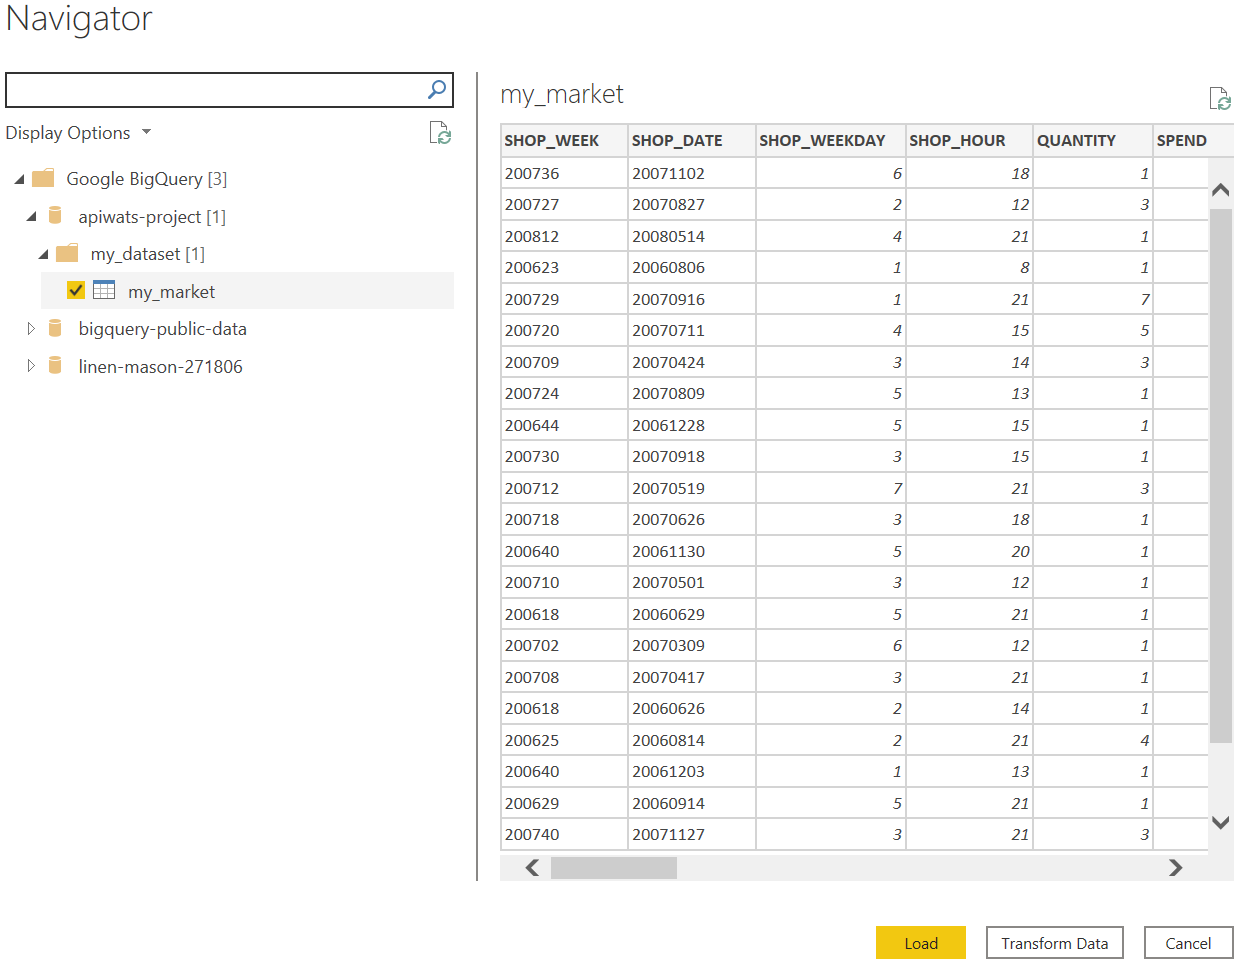 Navigator
Display Options
Google BigQuery [3]
apiwats-project [1]
my_dataset [1]
my_market
bigquery-public-data
linen-mason-271806
my_market
SHOP_WEEK SHOP_DATE SHOP_WEEKDAY SHOP_HOUR QUANTITY SPEND
200736 20071102 6 18 1
200727 20070827 2 12 3
200812 20080514 4 21 1
200623 20060806 1 8 1
200729 20070916 1 21 7
200720 20070711 4 15 5
200709 20070424 3 14 3
200724 20070809 5 13 1
200644 20061228 5 15 1
200730 20070918 3 15 1
200712 20070519 7 21 3
200718 20070626 3 18 1
200640 20061130 5 20 1
200710 20070501 3 12 1
200618 20060629 5 21 1
200702 20070309 6 12 1
200708 20070417 3 21 1
200618 20060626 2 14 1
200625 20060814 2 21 4
200640 20061203 1 13 1
200629 20060914 5 21 1
200740 20071127 3 21 3
Load Transform Data Cancel